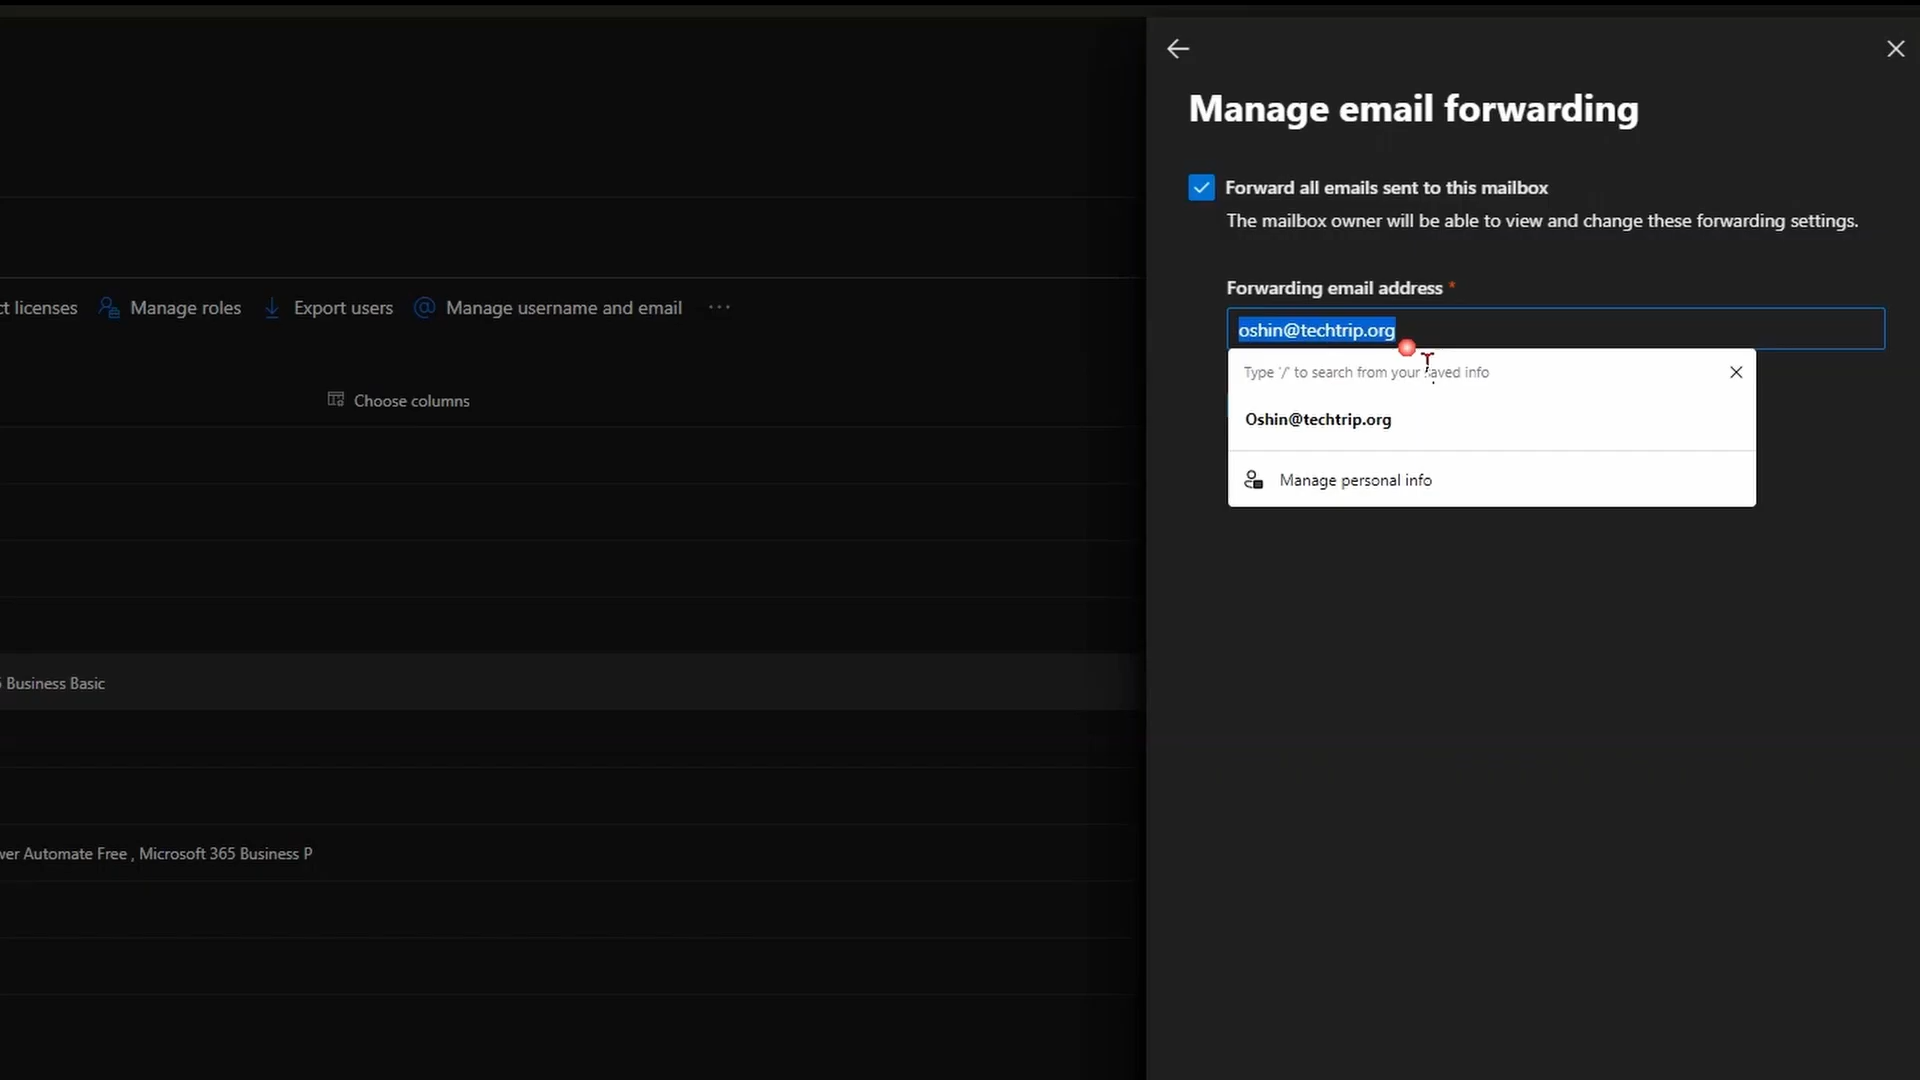 Manage email forwarding
Forward all emails sent to this mailbox
The mailbox owner will be able to view and change these forwarding settings.
Forwarding email address *
oshin@techtrip.org
Type '/' to search from your saved info
Oshin@techtrip.org
Manage personal info
ct licenses Manage roles Export users @ Manage username and email ...
Choose columns
5 Business Basic
wer Automate Free , Microsoft 365 Business P